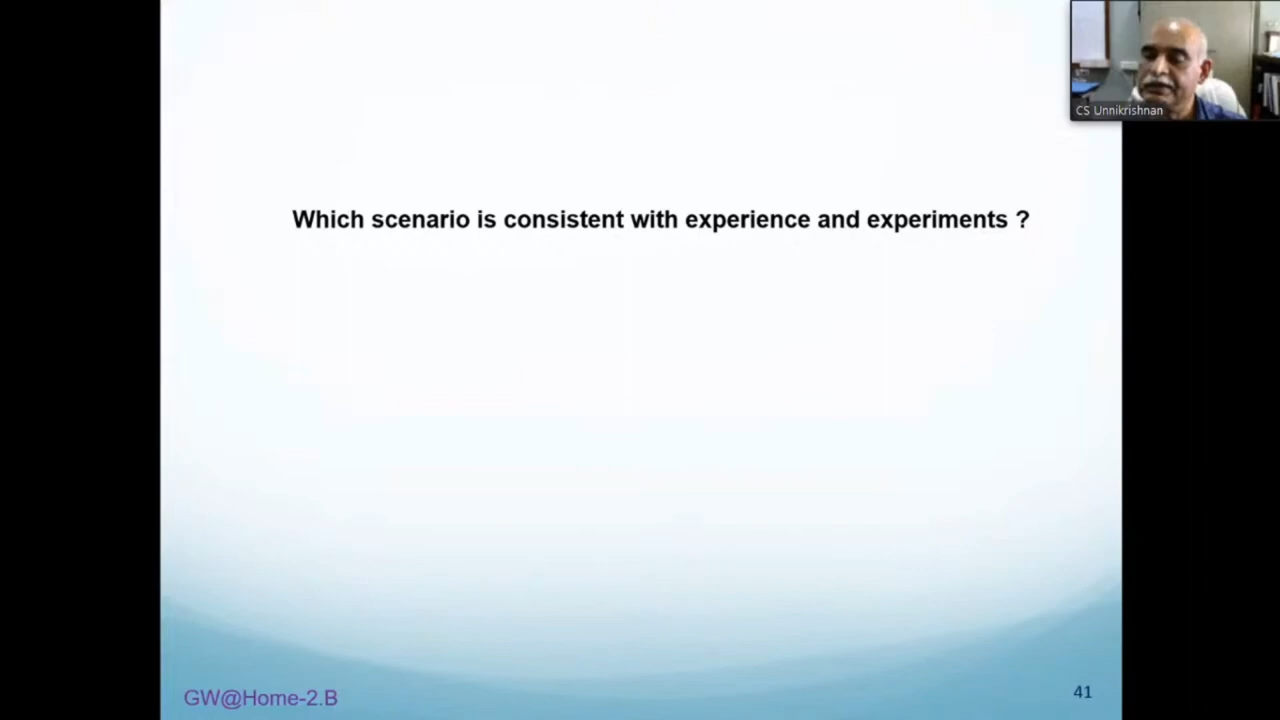 CS Unnikrishnan
Which scenario is consistent with experience and experiments ?
GW@Home-2.B
41